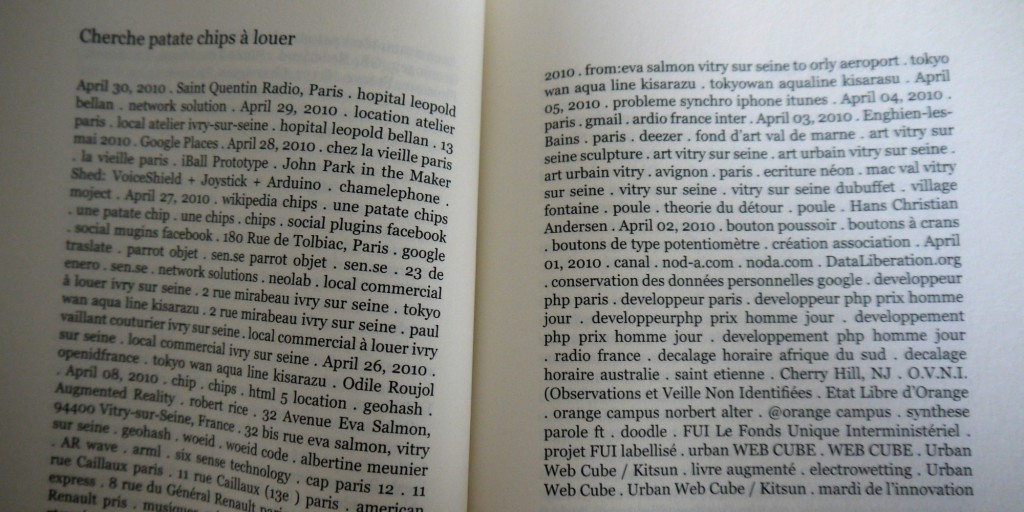 Cherche patate chips à louer
April 30, 2010 . Saint Quentin Radio, Paris . hopital leopold
bellan . network solution . April 29, 2010 . location atelier
paris . local atelier ivry-sur-seine . hopital leopold bellan . 13
mai 2010 . Google Places . April 28, 2010 . chez la vieille paris
. la vieille paris . iBall Prototype . John Park in the Maker
Shed: VoiceShield + Joystick + Arduino . chamelephone .
moject . April 27, 2010 . wikipedia chips . une patate chips
. une patate chip . une chips . chips . social plugins facebook
. social mugins facebook . 180 Rue de Tolbiac, Paris . google
traslate . parrot objet . sen.se parrot objet . sen.se . 23 de
enero . sen.se . network solutions . neolab . local commercial
à louer ivry sur seine . 2 rue mirabeau ivry sur seine . tokyo
wan aqua line kisarazu . 2 rue mirabeau ivry sur seine . paul
vaillant couturier ivry sur seine . local commercial à louer ivry
sur seine . local commercial ivry sur seine . April 26, 2010 .
openidfrance . tokyo wan aqua line kisarazu . Odile Roujol
. April 08, 2010 . chip . chips . html 5 location . geohash .
Augmented Reality . robert rice . 32 Avenue Eva Salmon,
94400 Vitry-sur-Seine, France . 32 bis rue eva salmon, vitry
sur seine . geohash . woeid . woeid code . albertine meunier
. AR wave . arml . six sense technology . cap paris 12 . 11
rue Caillaux paris . 11 rue Caillaux (13e ) paris . american
express . 8 rue du Général Renault paris
Renault pris .
2010 . from:eva salmon vitry sur seine to orly aeroport . tokyo
wan aqua line kisarazu . tokyowan aqualine kisarasu . April
05, 2010 . probleme synchro iphone itunes . April 04, 2010 .
paris . gmail . ardio france inter . April 03, 2010 . Enghien-les-
Bains . paris . deezer . fond d'art val de marne . art vitry sur
seine sculpture . art vitry sur seine . art urbain vitry sur seine .
art urbain vitry . avignon . paris . ecriture néon . mac val vitry
sur seine . vitry sur seine . vitry sur seine dubuffet . village
fontaine . poule . theorie du détour . poule . Hans Christian
Andersen . April 02, 2010 . bouton poussoir . boutons à crans
. boutons de type potentiomètre . création association . April
01, 2010 . canal . nod-a.com . noda.com . DataLiberation.org
. conservation des données personnelles google . developpeur
php paris . developpeur paris . developpeur php prix homme
jour . developpeurphp prix homme jour . developpement
php prix homme jour . developpement php homme jour
. radio france . decalage horaire afrique du sud . decalage
horaire australie . saint etienne . Cherry Hill, NJ . O.V.N.I.
(Observations et Veille Non Identifiées . Etat Libre d'Orange
. orange campus norbert alter . @orange campus . synthese
parole ft . doodle . FUI Le Fonds Unique Interministériel .
projet FUI labellisé . urban WEB CUBE . WEB CUBE . Urban
Web Cube / Kitsun . livre augmenté . electrowetting . Urban
Web Cube . Urban Web Cube / Kitsun . mardi de l'innovation